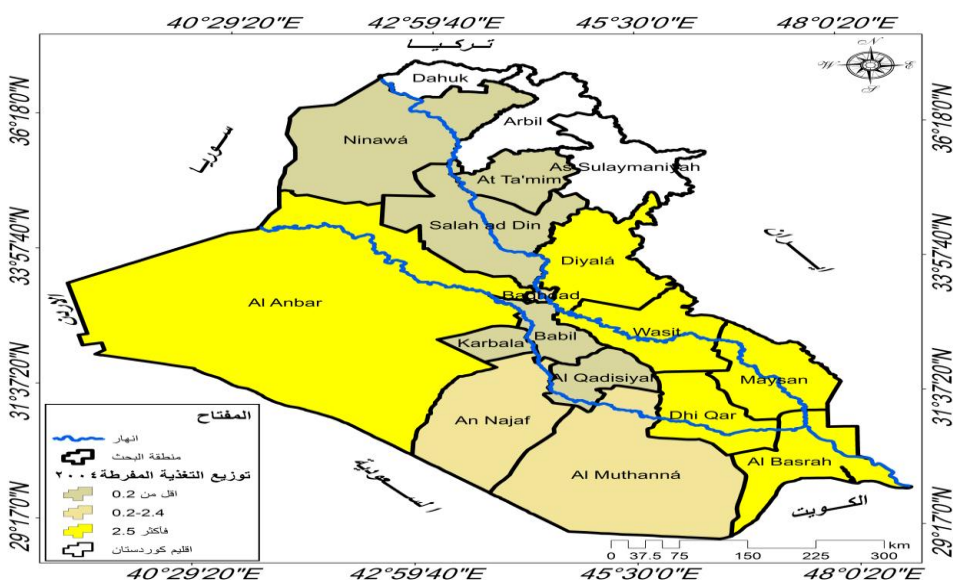 40°29'20"E 42°59'40"E 45°30'0"E 48°0'20"E
تركيا
N
W E
S
36°18'0"N 36°18'0"N
Dahuk
Arbil
سوريا
Ninawá
At Ta'mim
As Sulaymaniyah
Salah ad Din
33°57'40"N 33°57'40"N
ايران
Diyalá
Al Anbar
Baghdad
الاردن
Wasit
Babil
Karbala
31°37'20"N 31°37'20"N
Al Qadisiyah
Maysan
المفتاح
An Najaf
Dhi Qar
انهار
منطقة البحث
Al Basrah
توزيع التغذية المفرطة ٢٠٠٤
Al Muthanná
السعودية
الكويت
اقل من 0.2
0.2-2.4
29°17'0"N 29°17'0"N
2.5 فأكثر
اقليم كوردستان
km
0 37.5 75 150 225 300
40°29'20"E 42°59'40"E 45°30'0"E 48°0'20"E